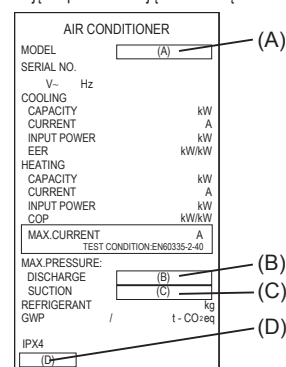 AIR CONDITIONER
MODEL (A) (A)
SERIAL NO.
V~ Hz
COOLING
CAPACITY kW
CURRENT A
INPUT POWER kW
EER kW/kW
HEATING
CAPACITY kW
CURRENT A
INPUT POWER kW
COP kW/kW
MAX.CURRENT A
TEST CONDITION:EN60335-2-40
MAX.PRESSURE:
DISCHARGE (B) (B)
SUCTION (C) (C)
REFRIGERANT kg
GWP / t - CO2eq
IPX4
(D) (D)